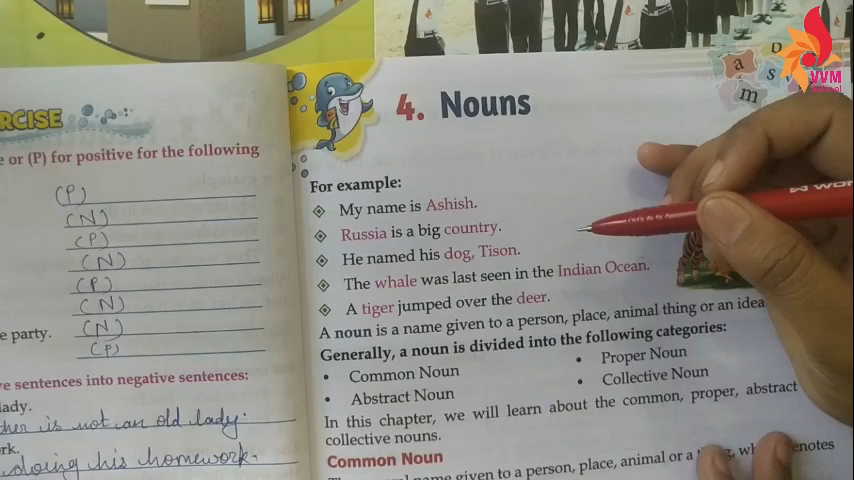 RCISE
e or (P) for positive for the following
(P)
(N)
(P)
(N)
(P)
(N)
e party. (N)
(P)
ve sentences into negative sentences:
lady.
ther is not an old lady.
rk.
doing his homework.
4. Nouns
For example:
My name is Ashish.
Russia is a big country.
He named his dog, Tison.
The whale was last seen in the Indian Ocean.
A tiger jumped over the deer.
A noun is a name given to a person, place, animal thing or an idea
Generally, a noun is divided into the following categories:
• Common Noun • Proper Noun
• Abstract Noun • Collective Noun
In this chapter, we will learn about the common, proper, abstract
collective nouns.
Common Noun
given to a person, place, animal or a
a
s
m
VVM